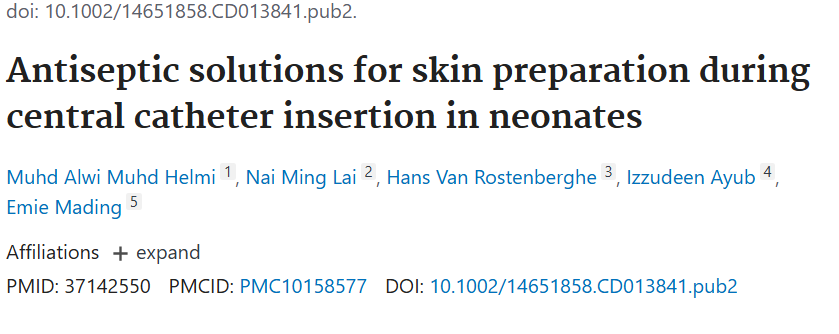 doi: 10.1002/14651858.CD013841.pub2.
Antiseptic solutions for skin preparation during
central catheter insertion in neonates
Muhd Alwi Muhd Helmi 1, Nai Ming Lai 2, Hans Van Rostenberghe 3, Izzudeen Ayub 4,
Emie Mading 5
Affiliations + expand
PMID: 37142550 PMCID: PMC10158577 DOI: 10.1002/14651858.CD013841.pub2